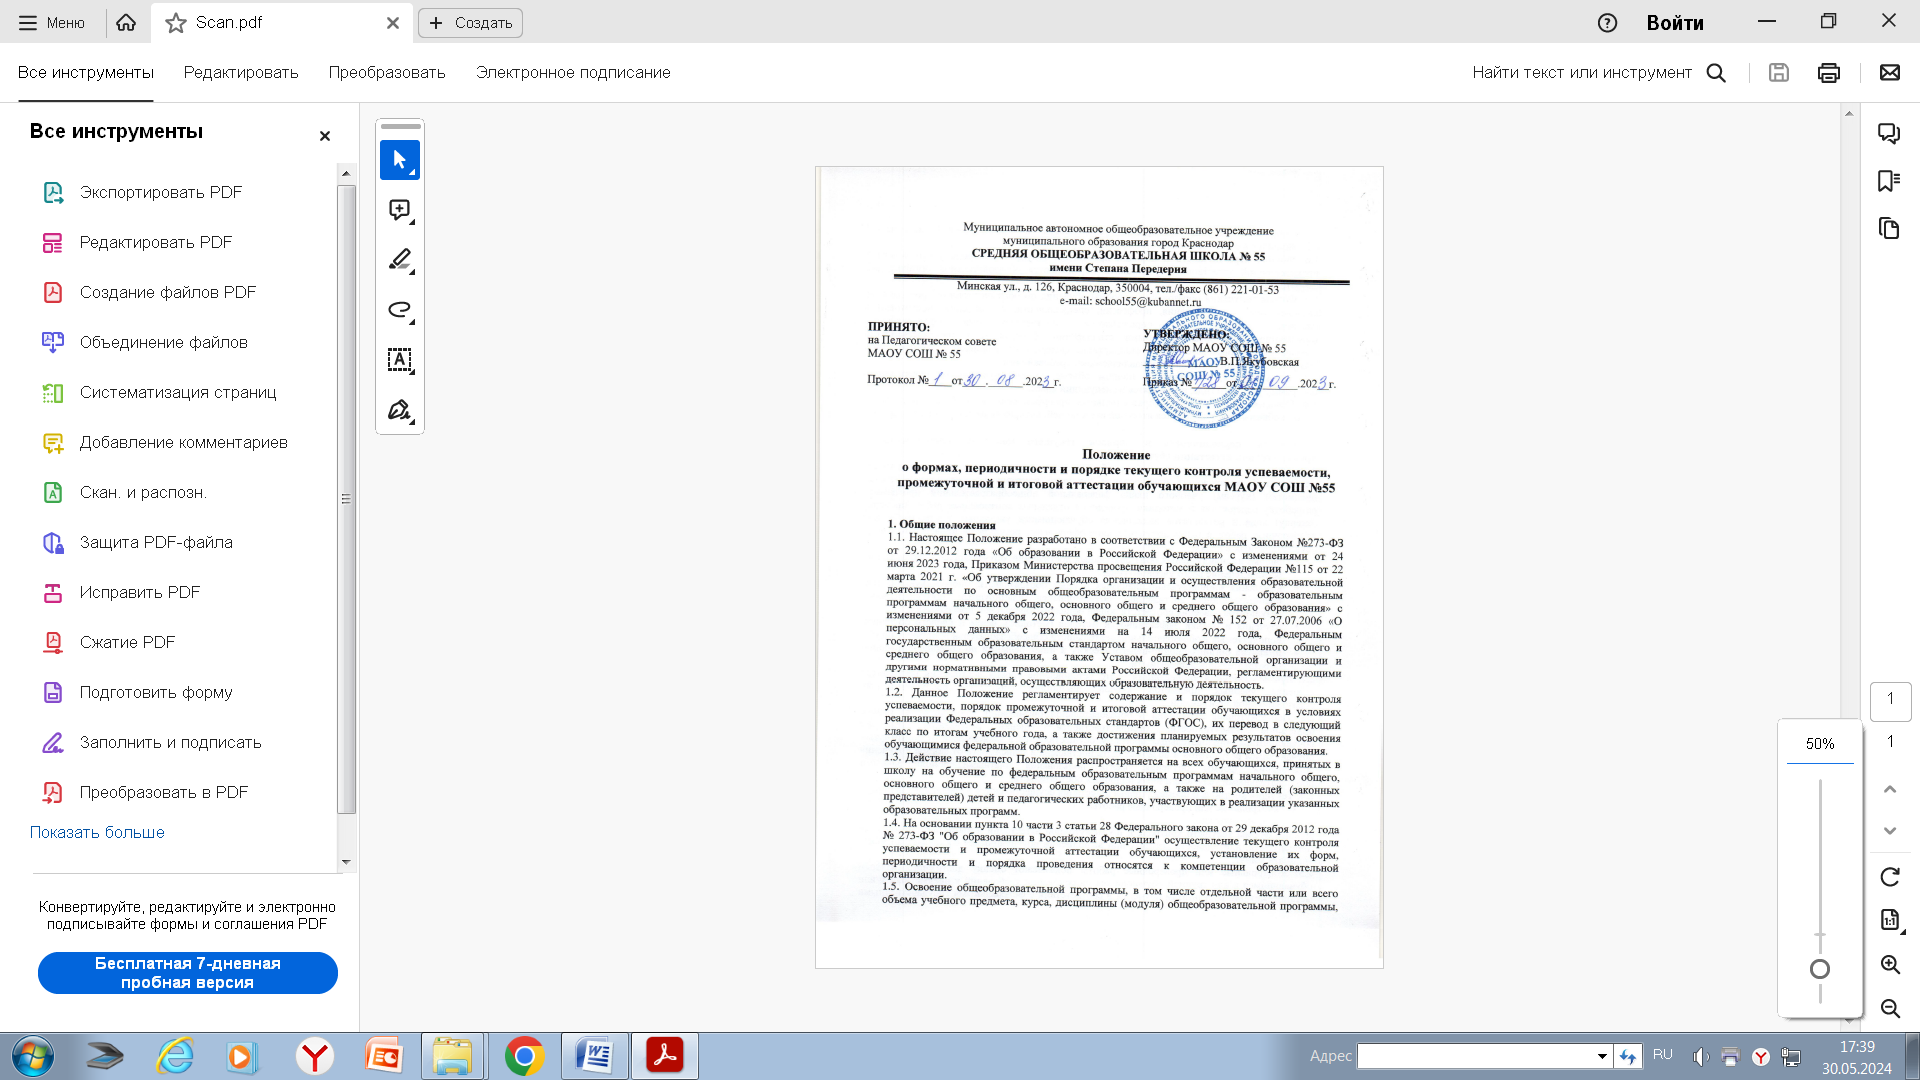 Меню
Scan.pdf
Создать
Войти
Все инструменты
Редактировать
Преобразовать
Электронное подписание
Найти текст или инструмент
Все инструменты
Экспортировать PDF
Редактировать PDF
Создание файлов PDF
Объединение файлов
Систематизация страниц
Добавление комментариев
Скан. и распозн.
Защита PDF-файла
Исправить PDF
Сжатие PDF
Подготовить форму
Заполнить и подписать
Преобразовать в PDF
Показать больше
Конвертируйте, редактируйте и электронно
подписывайте формы и соглашения PDF
Бесплатная 7-дневная
пробная версия
Муниципальное автономное общеобразовательное учреждение
муниципального образования город Краснодар
СРЕДНЯЯ ОБЩЕОБРАЗОВАТЕЛЬНАЯ ШКОЛА № 55
имени Степана Передерия
Минская ул., д. 126, Краснодар, 350004, тел./факс (861) 221-01-53
e-mail: school55@kubannet.ru
ПРИНЯТО:
на Педагогическом совете
МАОУ СОШ № 55
Протокол № 1 от 30 . 08 .2023 г.
УТВЕРЖДЕНО:
Директор МАОУ СОШ № 55
В.П.Якубовская
Приказ № от 09 .2023 г.
МАОУ
СОШ № 55
Положение
о формах, периодичности и порядке текущего контроля успеваемости,
промежуточной и итоговой аттестации обучающихся МАОУ СОШ №55
1. Общие положения
1.1. Настоящее Положение разработано в соответствии с Федеральным Законом №273-ФЗ
от 29.12.2012 года «Об образовании в Российской Федерации» с изменениями от 24
июня 2023 года, Приказом Министерства просвещения Российской Федерации №115 от 22
марта 2021 г. «Об утверждении Порядка организации и осуществления образовательной
деятельности по основным общеобразовательным программам - образовательным
программам начального общего, основного общего и среднего общего образования» с
изменениями от 5 декабря 2022 года, Федеральным законом № 152 от 27.07.2006 «О
персональных данных» с изменениями на 14 июля 2022 года, Федеральным
государственным образовательным стандартом начального общего, основного общего и
среднего общего образования, а также Уставом общеобразовательной организации и
другими нормативными правовыми актами Российской Федерации, регламентирующими
деятельность организаций, осуществляющих образовательную деятельность.
1.2. Данное Положение регламентирует содержание и порядок текущего контроля
успеваемости, порядок промежуточной и итоговой аттестации обучающихся в условиях
реализации Федеральных образовательных стандартов (ФГОС), их перевод в следующий
класс по итогам учебного года, а также достижения планируемых результатов освоения
обучающимися федеральной образовательной программы основного общего образования.
1.3. Действие настоящего Положения распространяется на всех обучающихся, принятых в
школу на обучение по федеральным образовательным программам начального общего,
основного общего и среднего общего образования, а также на родителей (законных
представителей) детей и педагогических работников, участвующих в реализации указанных
образовательных программ.
1.4. На основании пункта 10 части 3 статьи 28 Федерального закона от 29 декабря 2012 года
№ 273-ФЗ "Об образовании в Российской Федерации" осуществление текущего контроля
успеваемости и промежуточной аттестации обучающихся, установление их форм,
периодичности и порядка проведения относятся к компетенции образовательной
организации.
1.5. Освоение общеобразовательной программы, в том числе отдельной части или всего
объема учебного предмета, курса, дисциплины (модуля) общеобразовательной программы,
1
1
50%
Адрес
RU
17:39
30.05.2024